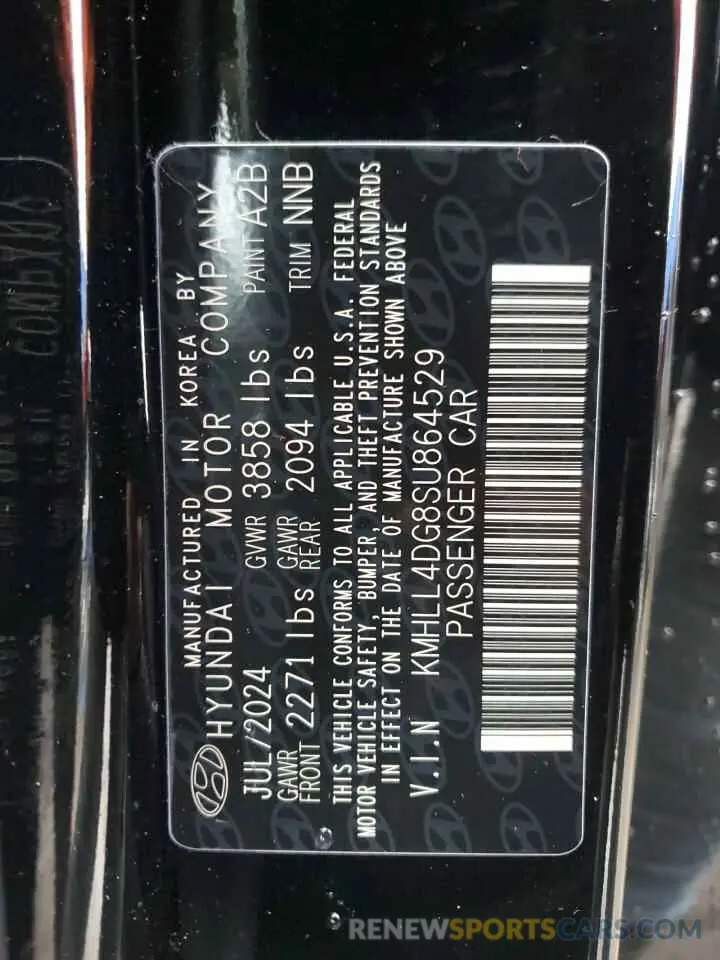 MANUFACTURED IN KOREA BY
HYUNDAI MOTOR COMPANY
JUL/2024 GVWR 3858 lbs PAINT A2B
GAWR FRONT 2271 lbs GAWR REAR 2094 lbs TRIM NNB
THIS VEHICLE CONFORMS TO ALL APPLICABLE U.S.A. FEDERAL
MOTOR VEHICLE SAFETY, BUMPER, AND THEFT PREVENTION STANDARDS
IN EFFECT ON THE DATE OF MANUFACTURE SHOWN ABOVE
V.I.N KMHLL4DG8SU864529
PASSENGER CAR
RENEWSPORTSCARS.COM